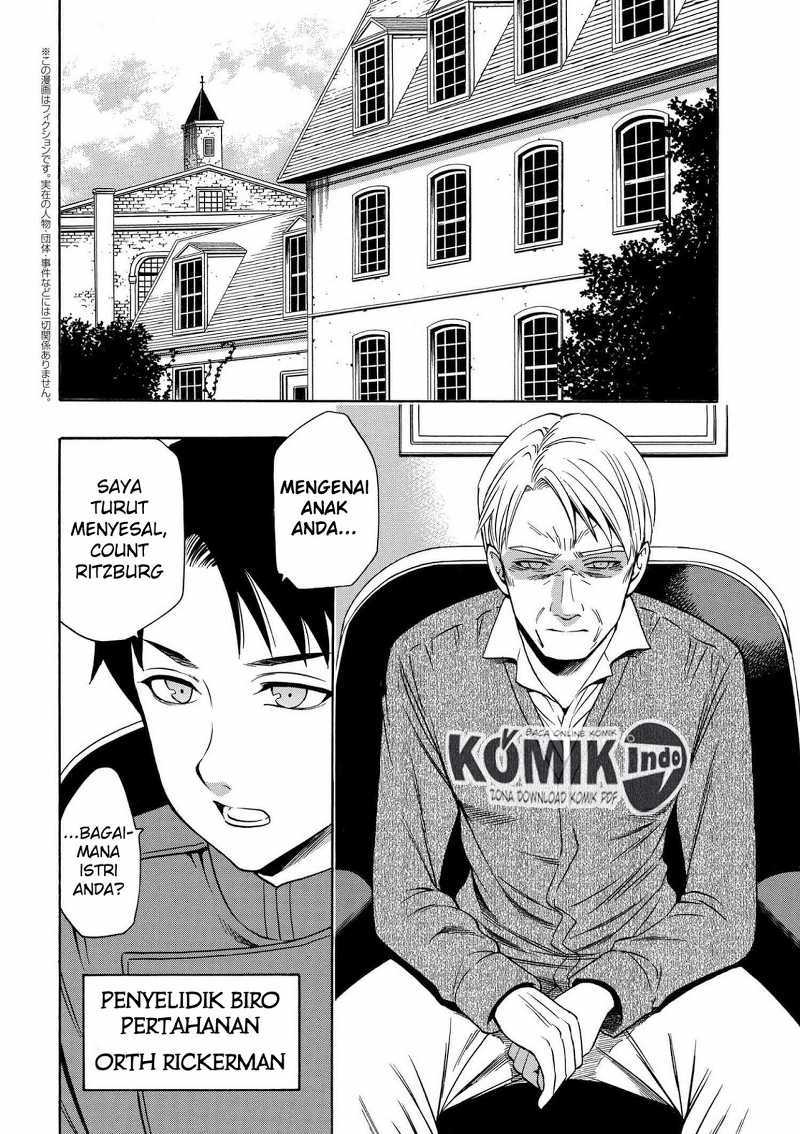 ※この漫画はフィクションです。実在の人物・団体・事件などには一切関係ありません。
MENGENAI
ANAK
ANDA...
SAYA
TURUT
MENYESAL,
COUNT
RITZBURG
...BAGAI-
MANA
ISTRI
ANDA?
PENYELIDIK BIRO
PERTAHANAN
ORTH RICKERMAN
BACA ONLINE KOMIK
KOMIK indo
ZONA DOWNLOAD KOMIK PDF